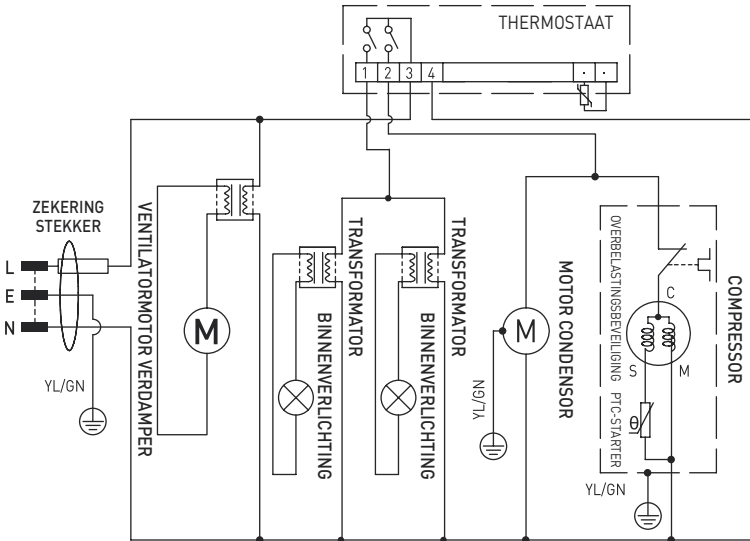 THERMOSTAAT
1 2 3 4 . .
ZEKERING
STEKKER
L
E
N
YL/GN
VENTILATORMOTOR VERDAMPER
M
TRANSFORMATOR
BINNENVERLICHTING
TRANSFORMATOR
BINNENVERLICHTING
M
YL/GN
MOTOR CONDENSOR
OVERBELASTINGSBEVEILIGING
PTC-STARTER
C
S
M
θ
YL/GN
COMPRESSOR